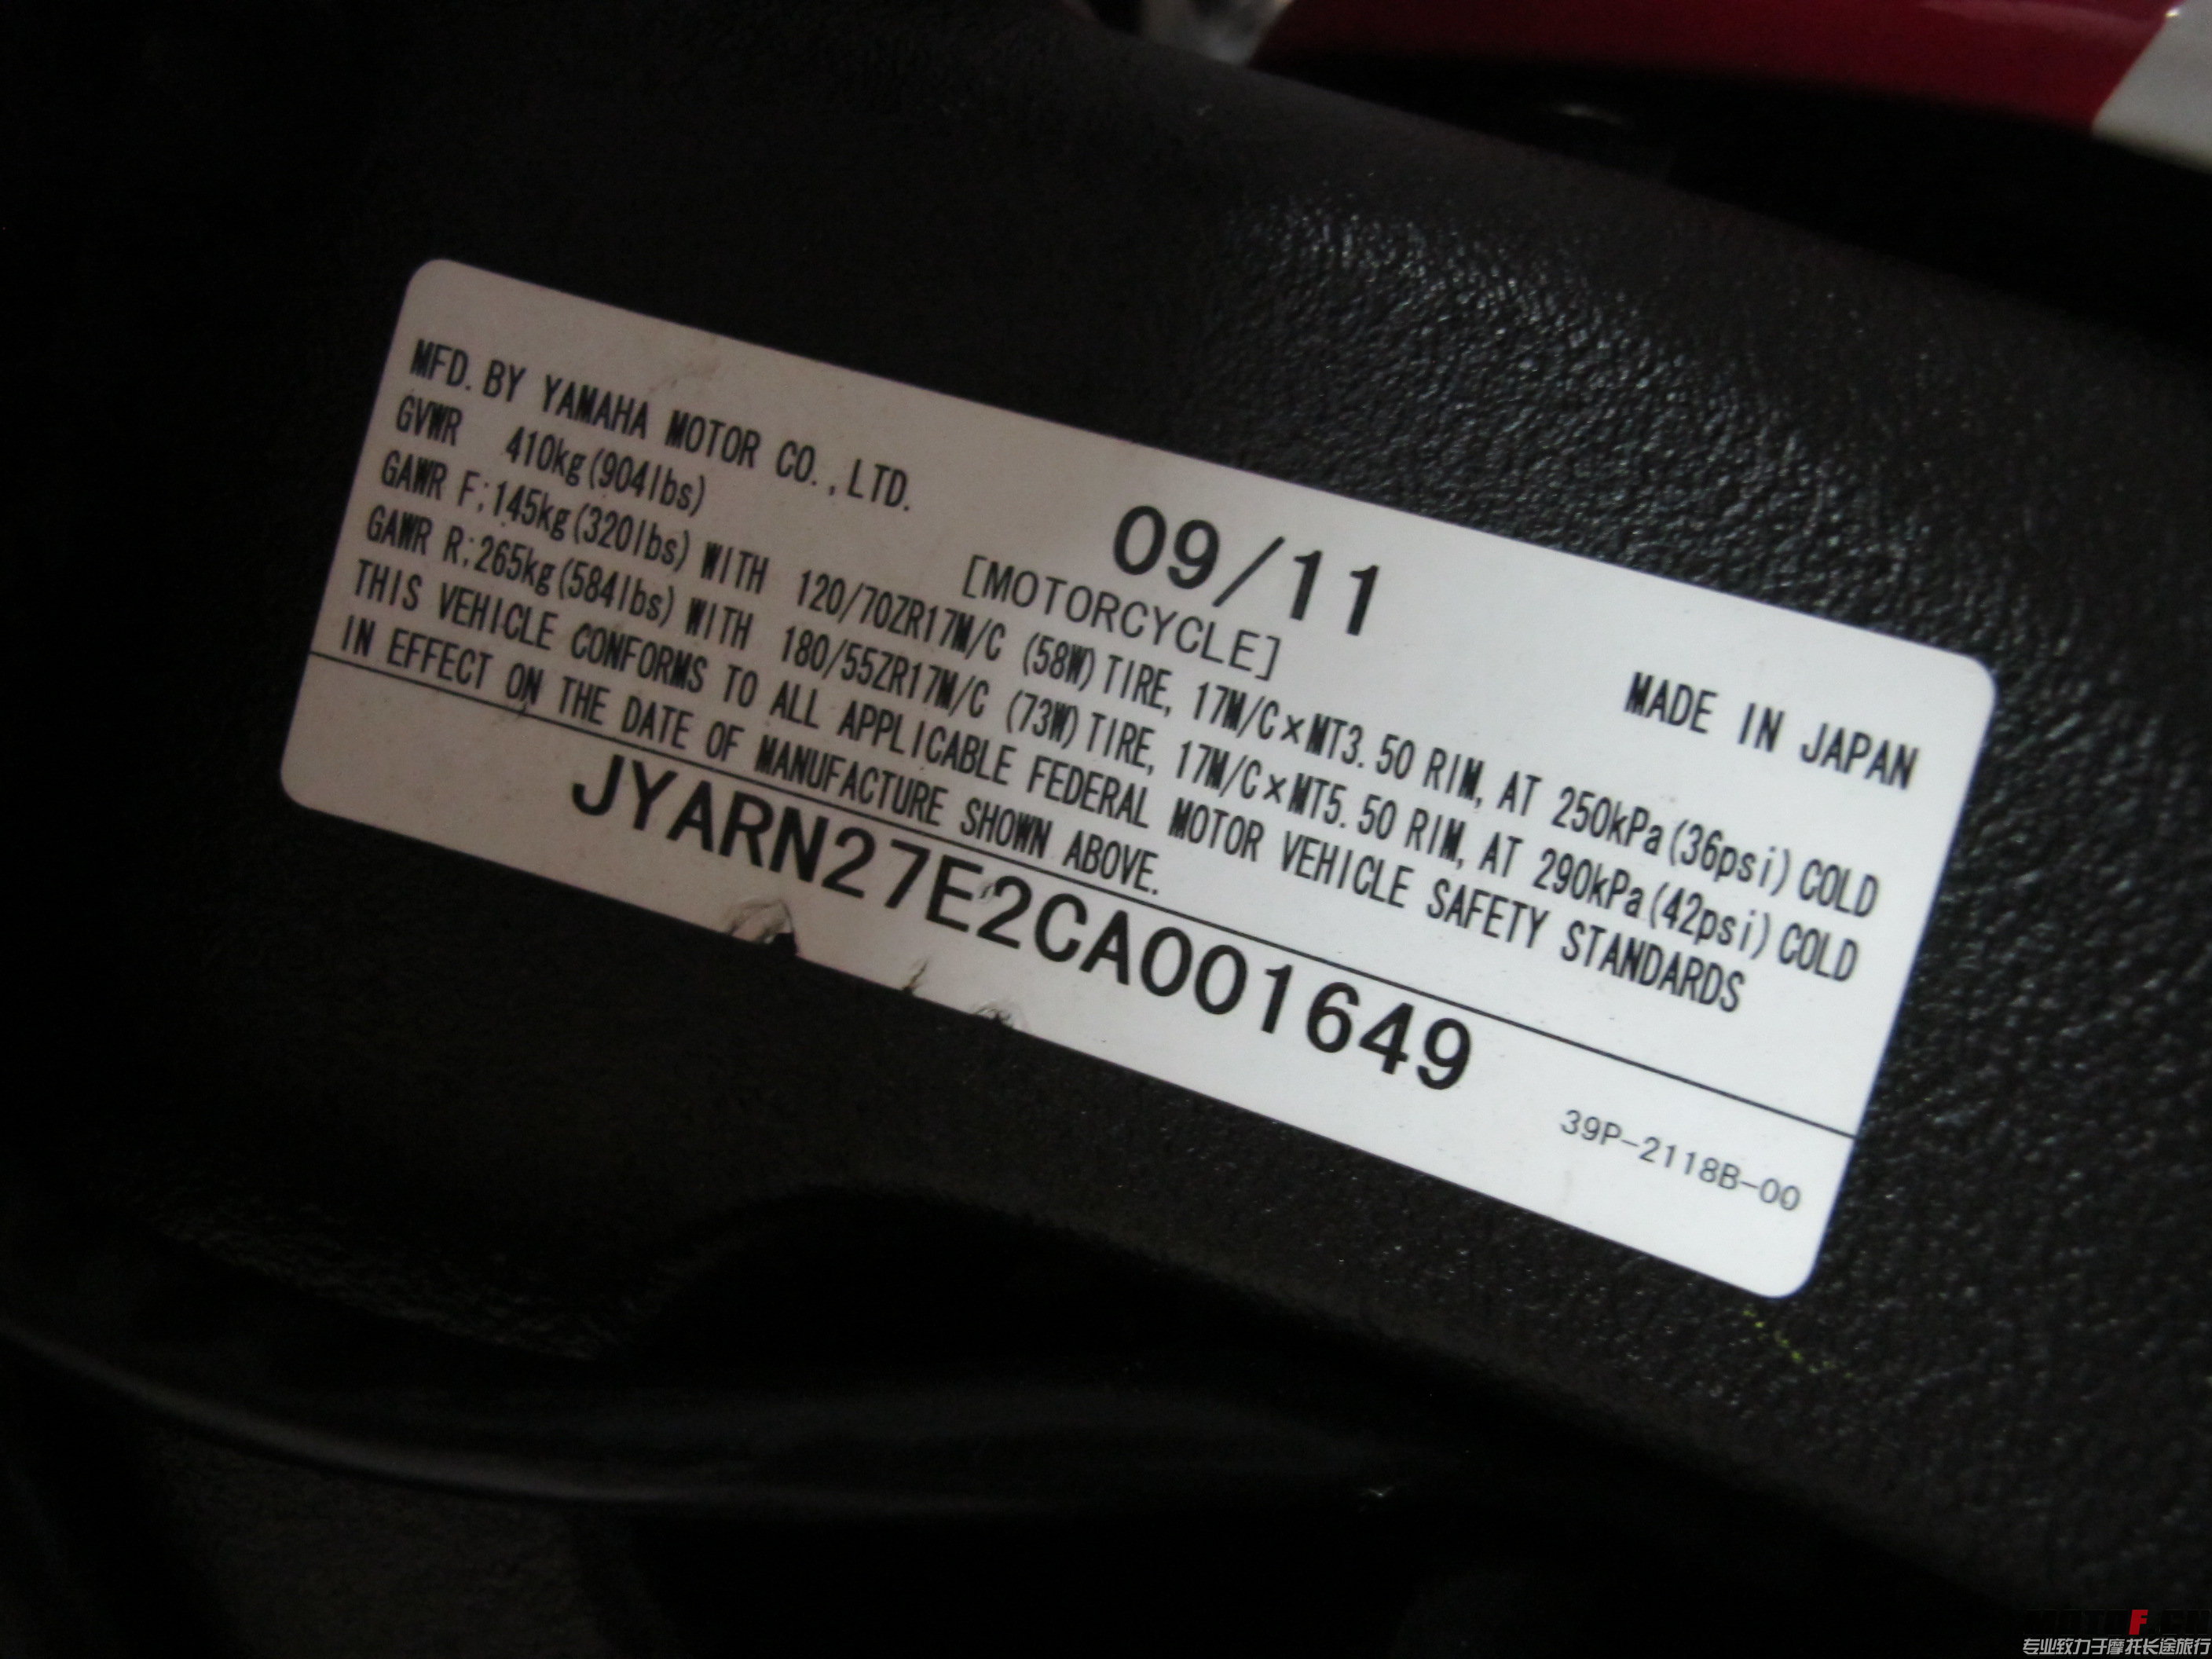 MFD. BY YAMAHA MOTOR CO., LTD.
09/11
MADE IN JAPAN
GVWR 410kg(904lbs)
[MOTORCYCLE]
GAWR F;145kg(320lbs) WITH 120/70ZR17M/C (58W) TIRE, 17M/C×MT3.50 RIM, AT 250kPa(36psi) COLD
GAWR R;265kg(584lbs) WITH 180/55ZR17M/C (73W) TIRE, 17M/C×MT5.50 RIM, AT 290kPa(42psi) COLD
THIS VEHICLE CONFORMS TO ALL APPLICABLE FEDERAL MOTOR VEHICLE SAFETY STANDARDS
IN EFFECT ON THE DATE OF MANUFACTURE SHOWN ABOVE.
JYARN27E2CA001649
39P-2118B-00
专业致力于摩托长途旅行